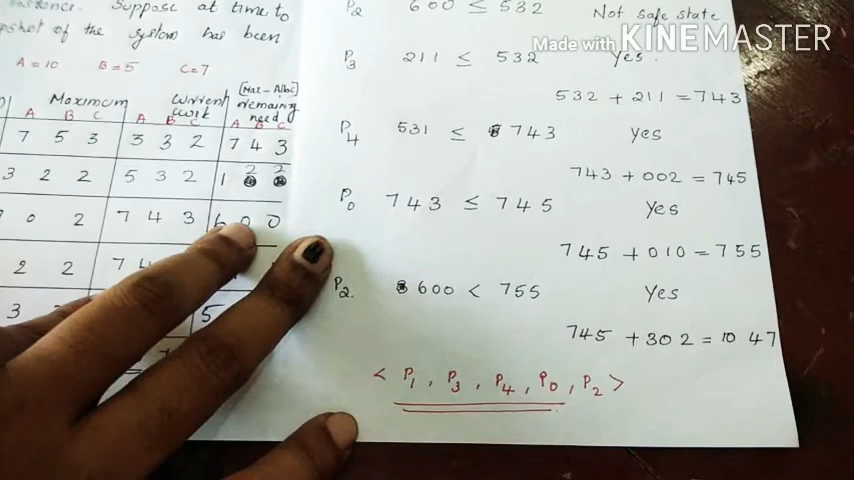 Suppose at time to
of the system has been
A = 10 B = 5 C = 7
[Max - Alloc]
Maximum Current remaining
work need
A B C A B C A B C
7 5 3 3 3 2 7 4 3
3 2 2 5 3 2 1 2 2
0 2 7 4 3 6 0 0
2 2 7
3 5
P2 600 ≤ 532 Not safe state
Made with KINEMASTER
P3 211 ≤ 532 Yes.
532 + 211 = 743
P4 531 ≤ 743 Yes
743 + 002 = 745
P0 743 ≤ 745 Yes
745 + 010 = 755
P2. 600 < 755 Yes
745 + 302 = 10 47
< P1, P3, P4, P0, P2 >